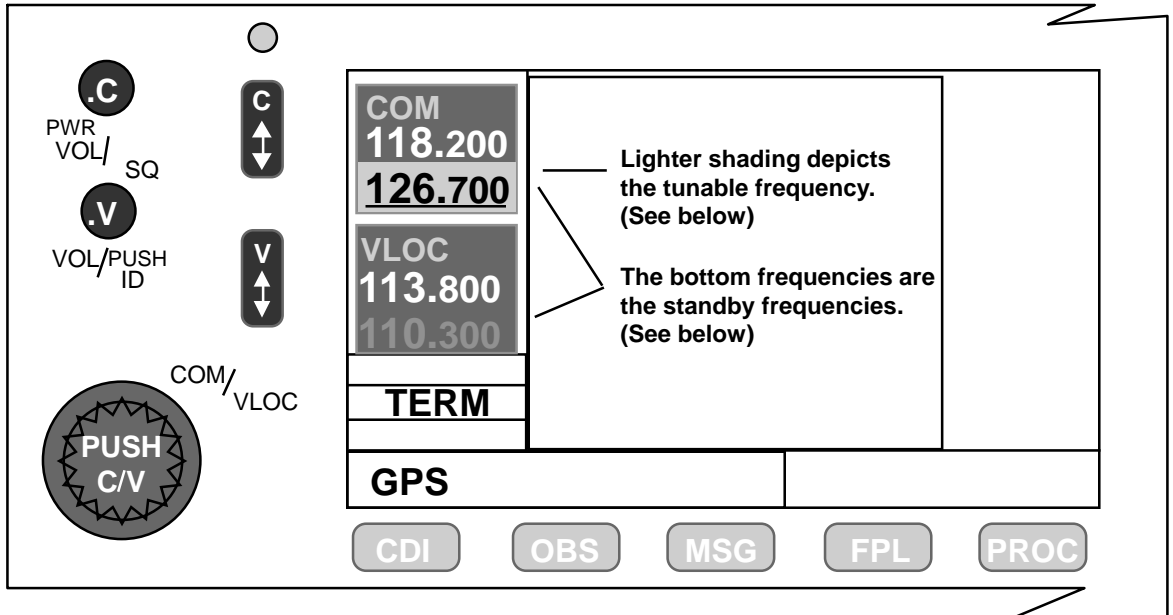 .C
PWR
VOL/
SQ
.V
VOL/PUSH
ID
C
V
COM/
VLOC
PUSH
C/V
COM
118.200
126.700
VLOC
113.800
110.300
TERM
GPS
Lighter shading depicts
the tunable frequency.
(See below)
The bottom frequencies are
the standby frequencies.
(See below)
CDI
OBS
MSG
FPL
PROC